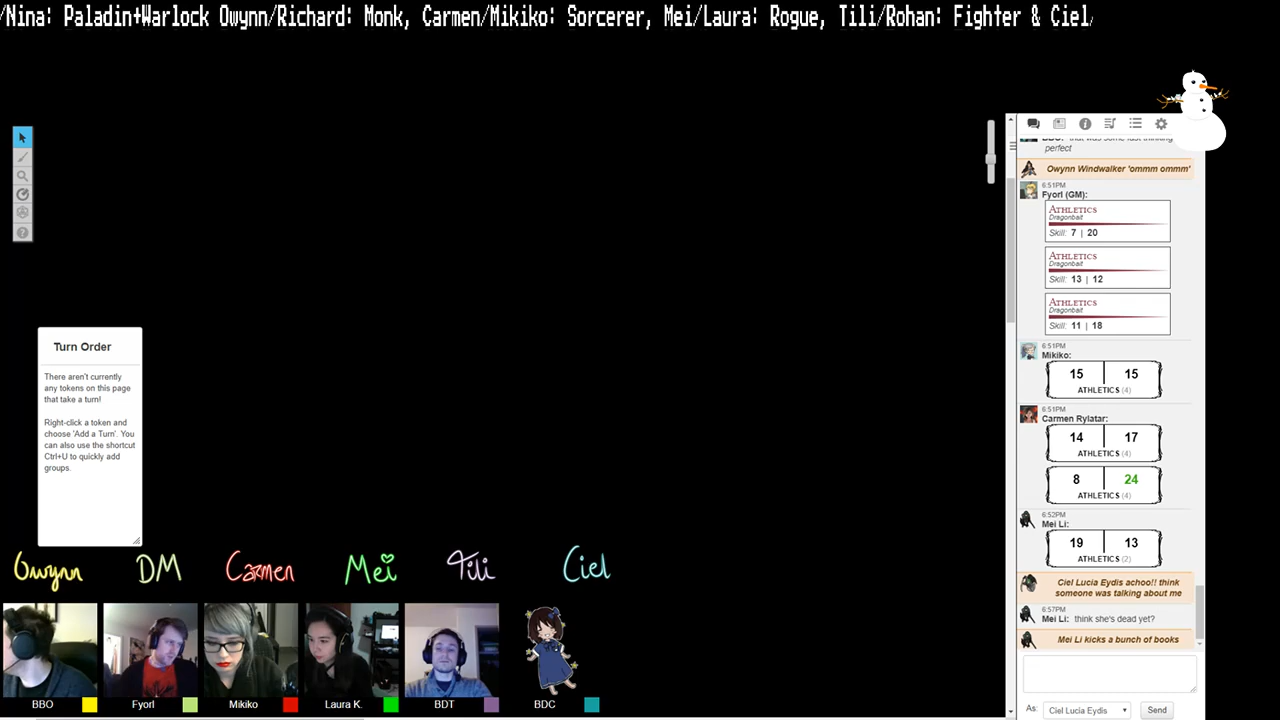 /Nina: Paladin+Warlock Owynn/Richard: Monk, Carmen/Mikiko: Sorcerer, Mei/Laura: Rogue, Tili/Rohan: Fighter & Ciel/
perfect
Owynn Windwalker 'ommm ommm'
6:51PM
Fyorl (GM):
ATHLETICS
Dragonbait
Skill: 7 | 20
ATHLETICS
Dragonbait
Skill: 13 | 12
ATHLETICS
Dragonbait
Skill: 11 | 18
6:51PM
Mikiko:
15 15
ATHLETICS (4)
6:51PM
Carmen Rylatar:
14 17
ATHLETICS (4)
8 24
ATHLETICS (4)
6:52PM
Mei Li:
19 13
ATHLETICS (2)
Ciel Lucia Eydis achoo!! think
someone was talking about me
6:57PM
Mei Li: think she's dead yet?
Mei Li kicks a bunch of books
As: Ciel Lucia Eydis Send
Turn Order
There aren't currently
any tokens on this page
that take a turn!
Right-click a token and
choose 'Add a Turn'. You
can also use the shortcut
Ctrl+U to quickly add
groups.
Owynn DM Carmen Mei Tili Ciel
BBO Fyorl Mikiko Laura K. BDT BDC